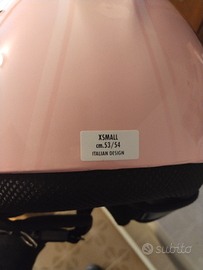 XSMALL
cm.53/54
ITALIAN DESIGN
subito